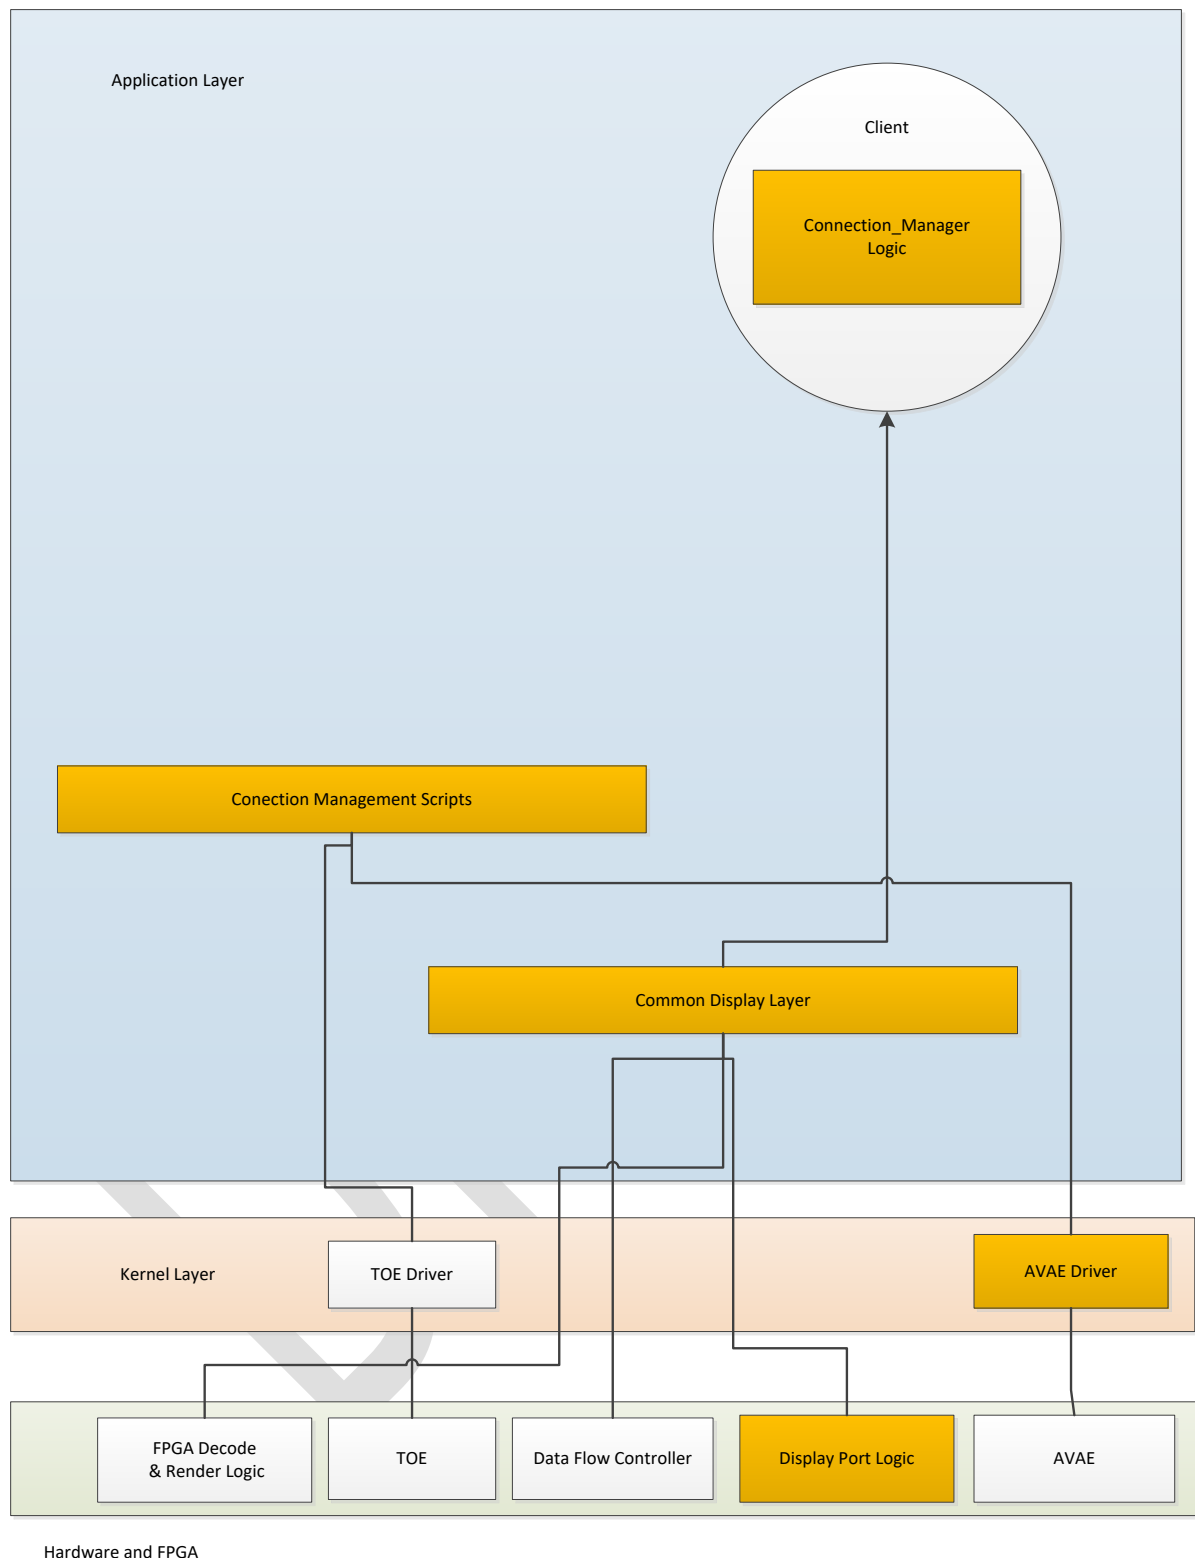 Application Layer
Client
Connection_Manager
Logic
Conection Management Scripts
Common Display Layer
Kernel Layer
TOE Driver
AVAE Driver
FPGA Decode
& Render Logic
TOE
Data Flow Controller
Display Port Logic
AVAE
Hardware and FPGA